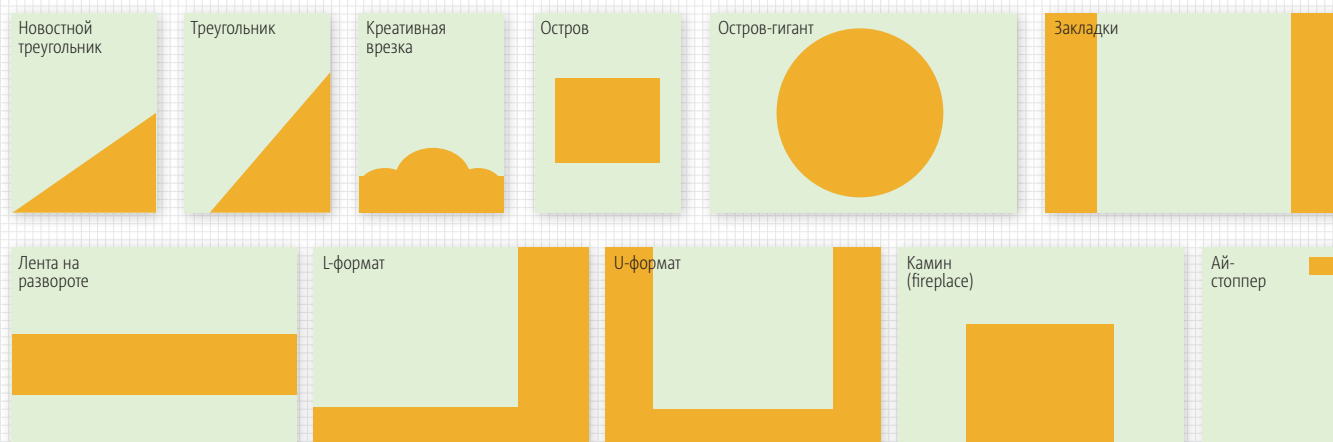 Новостной
треугольник
Треугольник
Креативная
врезка
Остров
Остров-гигант
Закладки
Лента на
развороте
L-формат
U-формат
Камин
(fireplace)
Ай-
стоппер